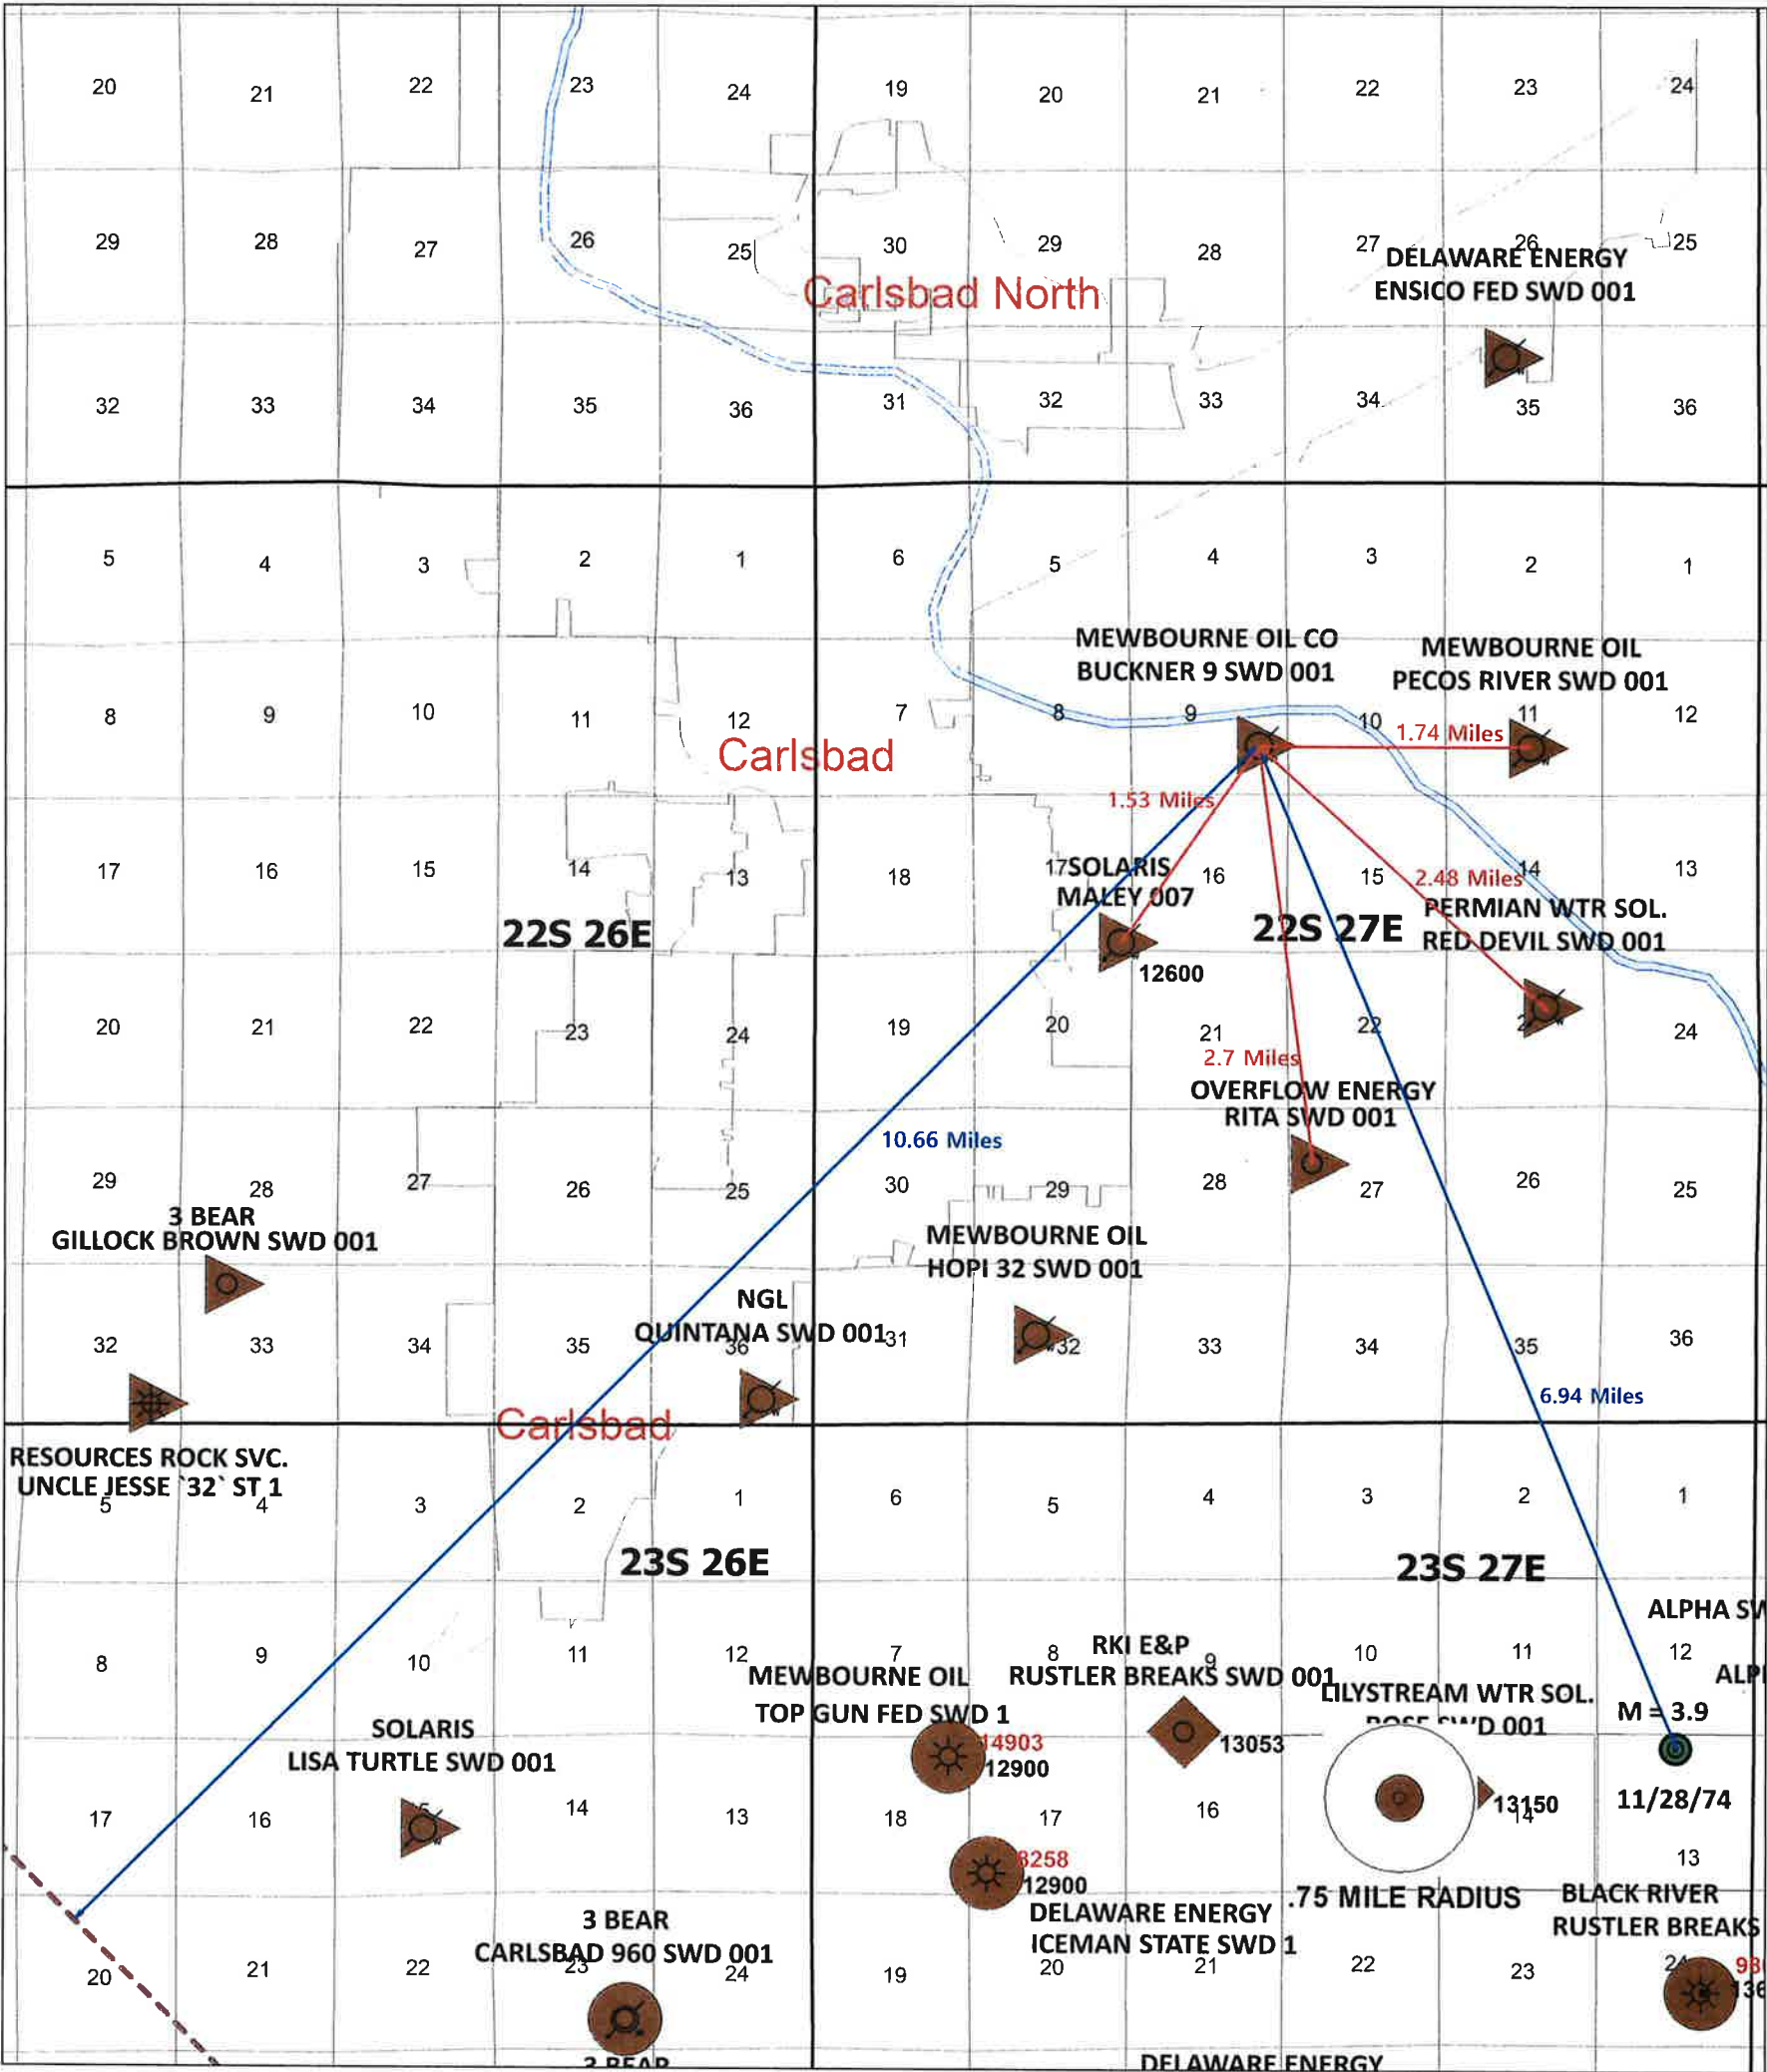 20 21 22 23 24 19 20 21 22 23 24
29 28 27 26 25 30 29 28 27 26 25
DELAWARE ENERGY
ENSICO FED SWD 001
Carlsbad North
32 33 34 35 36 31 32 33 34 35 36
5 4 3 2 1 6 5 4 3 2 1
MEWBOURNE OIL CO
BUCKNER 9 SWD 001
MEWBOURNE OIL
PECOS RIVER SWD 001
8 9 10 11 12 7 8 9 10 11 12
1.74 Miles
Carlsbad
1.53 Miles
17 16 15 14 13 18 17 16 15 14 13
SOLARIS
MALEY 007
2.48 Miles
PERMIAN WTR SOL.
RED DEVIL SWD 001
22S 26E
22S 27E
12600
20 21 22 23 24 19 20 21 22 24
2.7 Miles
OVERFLOW ENERGY
RITA SWD 001
10.66 Miles
29 28 27 26 25 30 29 28 27 26 25
3 BEAR
GILLOCK BROWN SWD 001
MEWBOURNE OIL
HOPI 32 SWD 001
NGL
QUINTANA SWD 001
32 33 34 35 36 31 32 33 34 35 36
6.94 Miles
Carlsbad
RESOURCES ROCK SVC.
UNCLE JESSE `32` ST 1
5 4 3 2 1 6 5 4 3 2 1
23S 26E
23S 27E
ALPHA
8 9 10 11 12 7 8 9 10 11 12
RKI E&P
RUSTLER BREAKS SWD 001
MEWBOURNE OIL
TOP GUN FED SWD 1
LILYSTREAM WTR SOL.
001
M = 3.9
SOLARIS
LISA TURTLE SWD 001
14903
12900
13053
13150
11/28/74
17 16 14 13 18 17 16 14 13
8258
12900
.75 MILE RADIUS
BLACK RIVER
RUSTLER BREAKS
DELAWARE ENERGY
ICEMAN STATE SWD 1
3 BEAR
CARLSBAD 960 SWD 001
20 21 22 23 24 19 20 21 22 23 24
3 BEAR
DELAWARE ENERGY